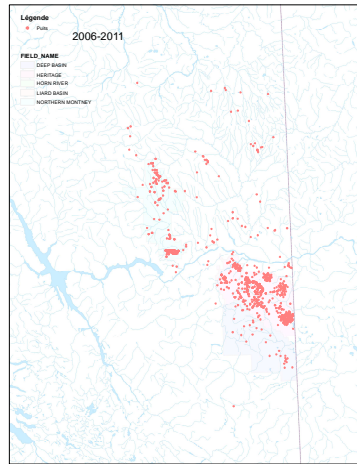 Légende
Puits
2006-2011
FIELD_NAME
DEEP BASIN
HERITAGE
HORN RIVER
LIARD BASIN
NORTHERN MONTNEY